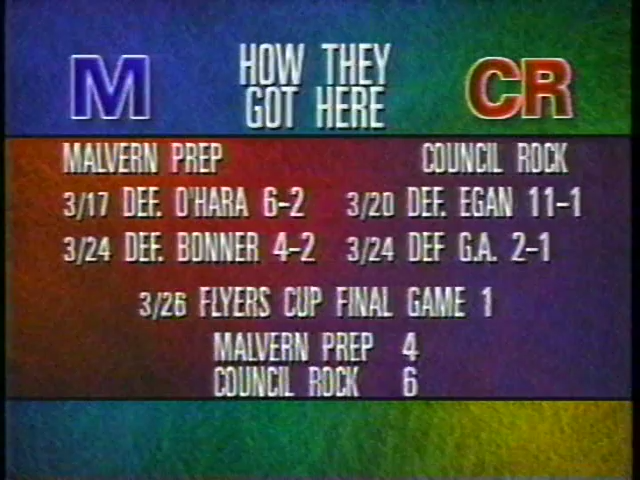 M
HOW THEY
GOT HERE
CR
MALVERN PREP
COUNCIL ROCK
3/17 DEF. O'HARA 6-2
3/20 DEF. EGAN 11-1
3/24 DEF. BONNER 4-2
3/24 DEF G.A. 2-1
3/26 FLYERS CUP FINAL GAME 1
MALVERN PREP 4
COUNCIL ROCK 6